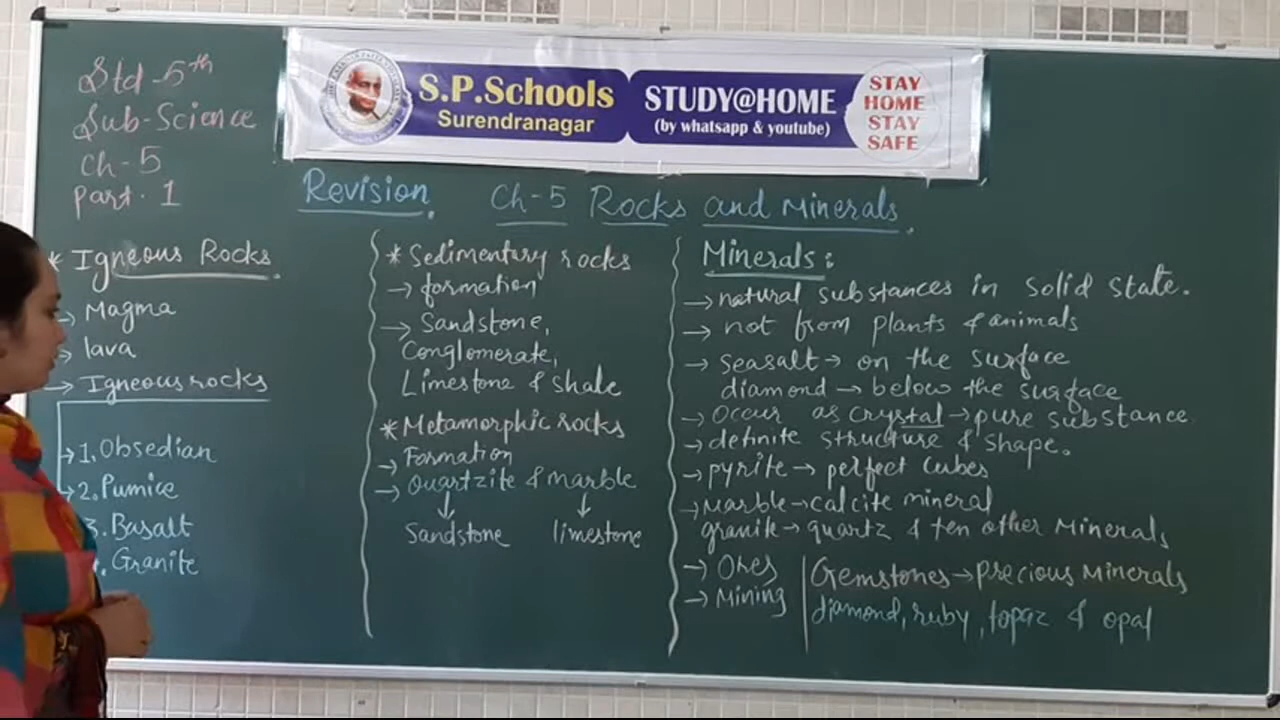 Std - 5th
Sub - Science
Ch - 5
Part. 1
S.P.Schools
Surendranagar
STUDY@HOME
(by whatsapp & youtube)
STAY
HOME
STAY
SAFE
Revision. Ch-5 Rocks and Minerals.
* Igneous Rocks
→ Magma
→ lava
→ Igneous rocks
→ 1. Obsedian
→ 2. Pumice
3. Basalt
Granite
* Sedimentary rocks
→ formation
→ Sandstone,
Conglomerate,
Limestone & Shale
* Metamorphic rocks
→ Formation
→ Quartzite & marble
↓ ↓
Sandstone limestone
Minerals:
→ natural substances in solid state.
→ not from plants & animals
→ seasalt → on the surface
diamond → below the surface
→ Occur as crystal → pure substance
→ definite structure & shape.
→ pyrite → perfect cubes
→ Marble → calcite mineral
granite → quartz & ten other Minerals
→ Ores
→ Mining
Gemstones → precious Minerals
diamond, ruby, topaz & opal